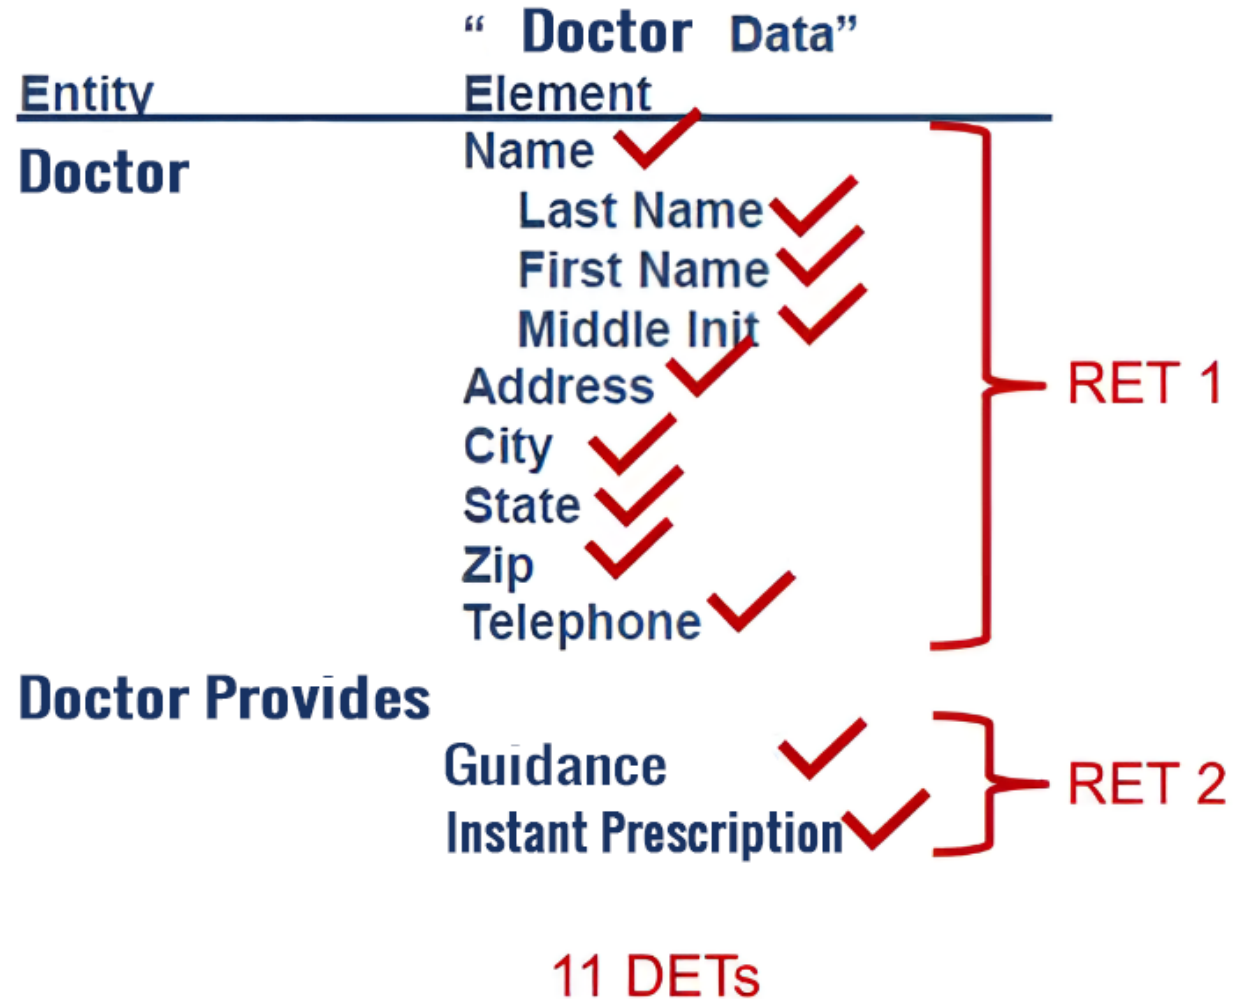 “ Doctor Data”
Entity Element
Name
Doctor
Last Name
First Name
Middle Init
Address
RET 1
City
State
Zip
Telephone
Doctor Provides
Guidance
RET 2
Instant Prescription
11 DETs